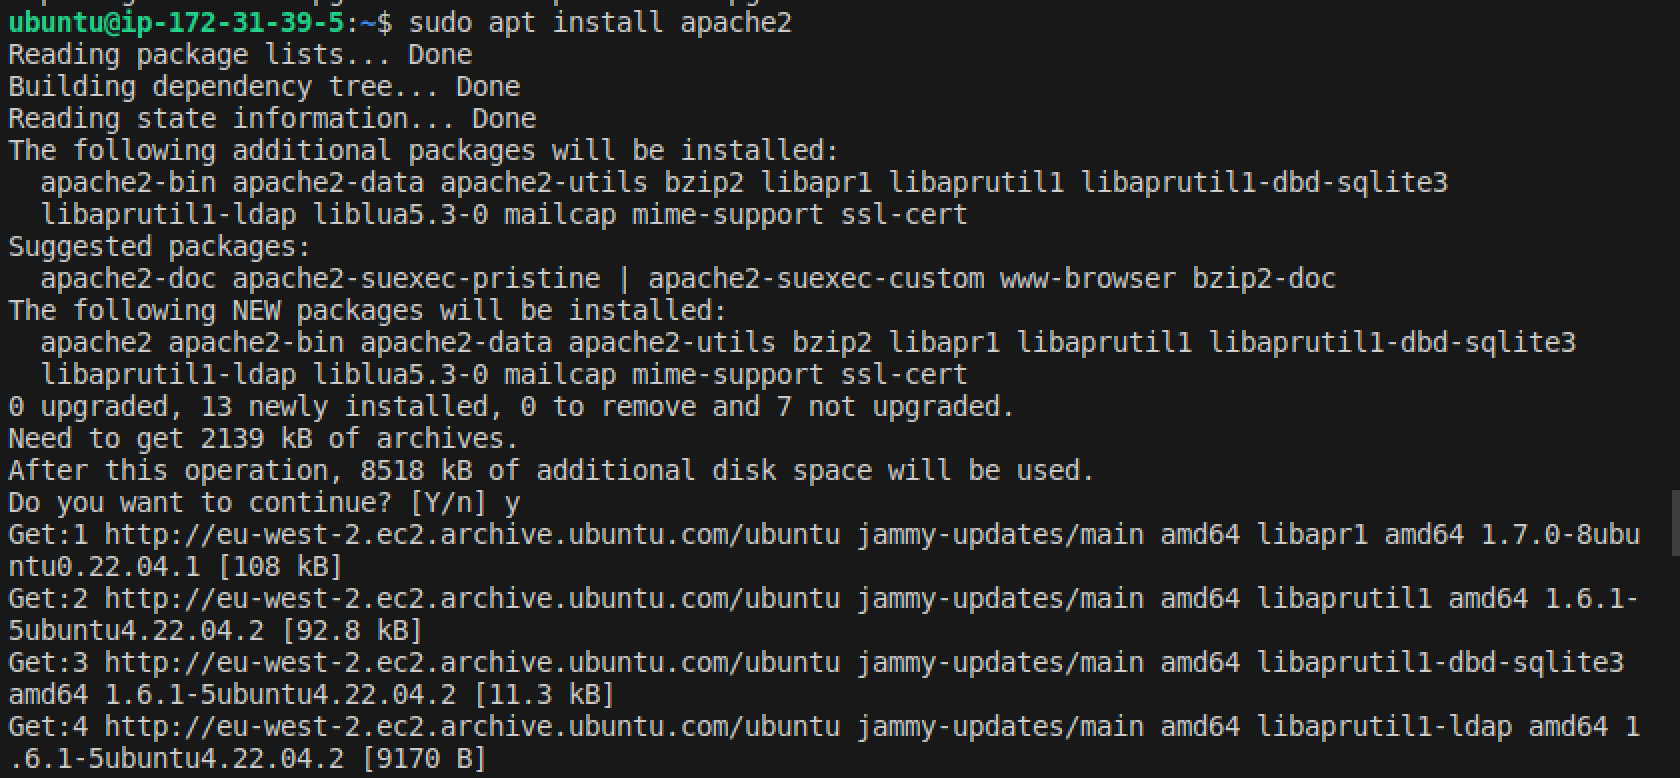 ubuntu@ip-172-31-39-5:~$ sudo apt install apache2
Reading package lists... Done
Building dependency tree... Done
Reading state information... Done
The following additional packages will be installed:
  apache2-bin apache2-data apache2-utils bzip2 libapr1 libaprutil1 libaprutil1-dbd-sqlite3
  libaprutil1-ldap liblua5.3-0 mailcap mime-support ssl-cert
Suggested packages:
  apache2-doc apache2-suexec-pristine | apache2-suexec-custom www-browser bzip2-doc
The following NEW packages will be installed:
  apache2 apache2-bin apache2-data apache2-utils bzip2 libapr1 libaprutil1 libaprutil1-dbd-sqlite3
  libaprutil1-ldap liblua5.3-0 mailcap mime-support ssl-cert
0 upgraded, 13 newly installed, 0 to remove and 7 not upgraded.
Need to get 2139 kB of archives.
After this operation, 8518 kB of additional disk space will be used.
Do you want to continue? [Y/n] y
Get:1 http://eu-west-2.ec2.archive.ubuntu.com/ubuntu jammy-updates/main amd64 libapr1 amd64 1.7.0-8ubu
ntu0.22.04.1 [108 kB]
Get:2 http://eu-west-2.ec2.archive.ubuntu.com/ubuntu jammy-updates/main amd64 libaprutil1 amd64 1.6.1-
5ubuntu4.22.04.2 [92.8 kB]
Get:3 http://eu-west-2.ec2.archive.ubuntu.com/ubuntu jammy-updates/main amd64 libaprutil1-dbd-sqlite3
amd64 1.6.1-5ubuntu4.22.04.2 [11.3 kB]
Get:4 http://eu-west-2.ec2.archive.ubuntu.com/ubuntu jammy-updates/main amd64 libaprutil1-ldap amd64 1
.6.1-5ubuntu4.22.04.2 [9170 B]